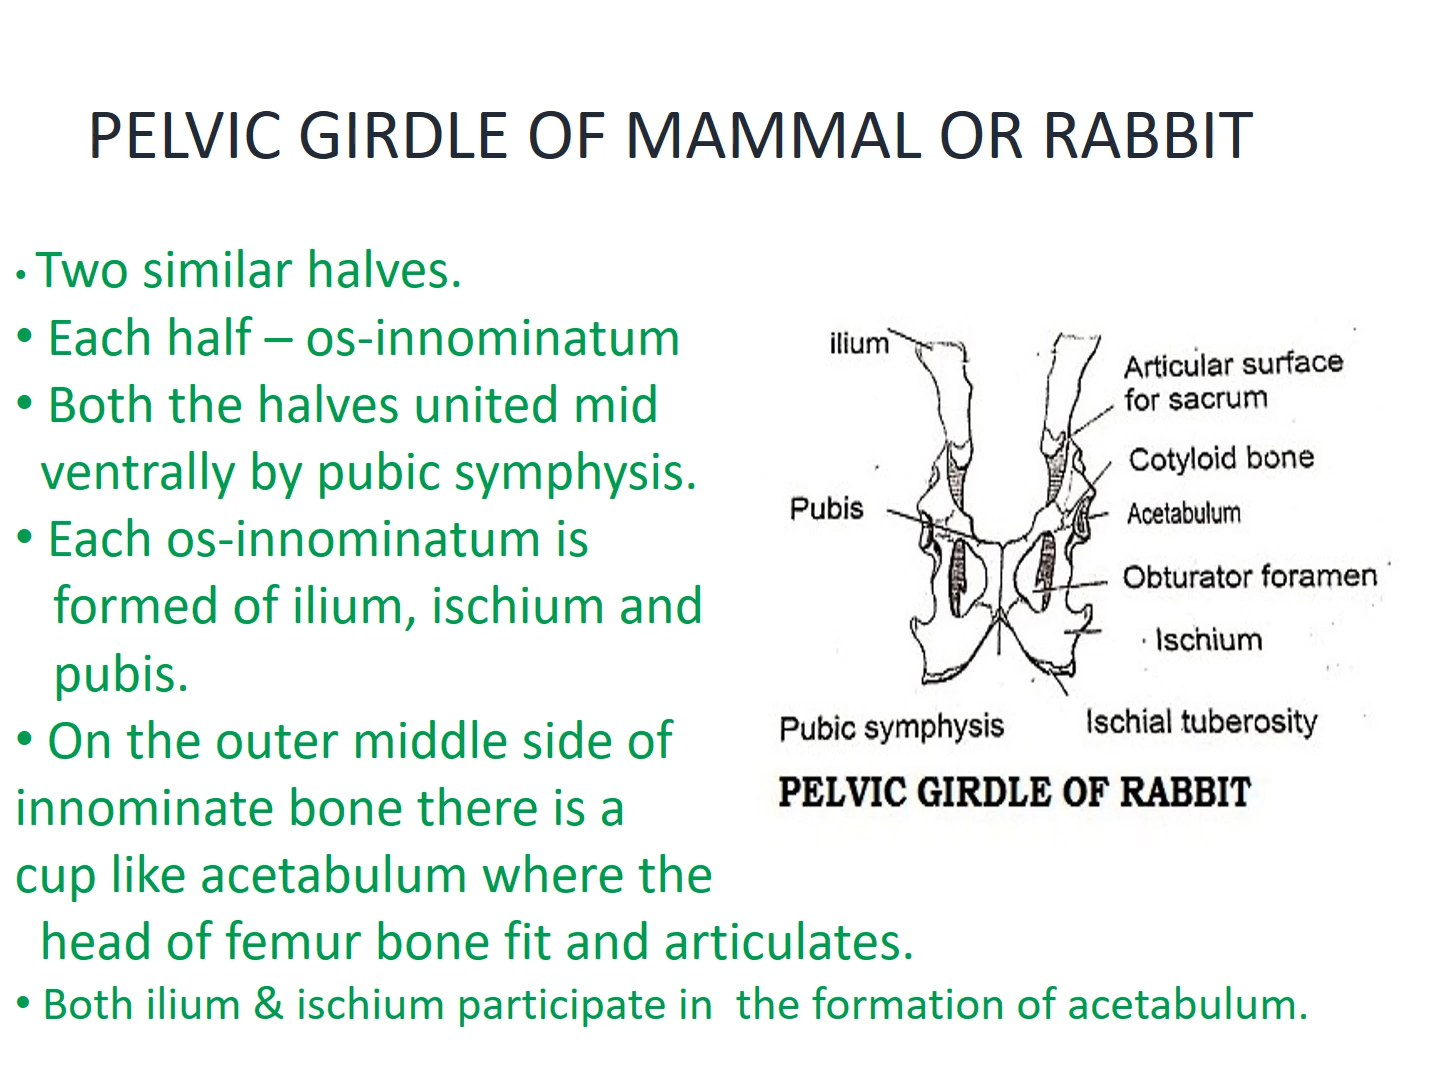 PELVIC GIRDLE OF MAMMAL OR RABBIT
• Two similar halves.
• Each half – os-innominatum
• Both the halves united mid
ventrally by pubic symphysis.
• Each os-innominatum is
formed of ilium, ischium and
pubis.
• On the outer middle side of
innominate bone there is a
cup like acetabulum where the
head of femur bone fit and articulates.
• Both ilium & ischium participate in the formation of acetabulum.
ilium
Articular surface
for sacrum
Cotyloid bone
Pubis
Acetabulum
Obturator foramen
Ischium
Pubic symphysis
Ischial tuberosity
PELVIC GIRDLE OF RABBIT